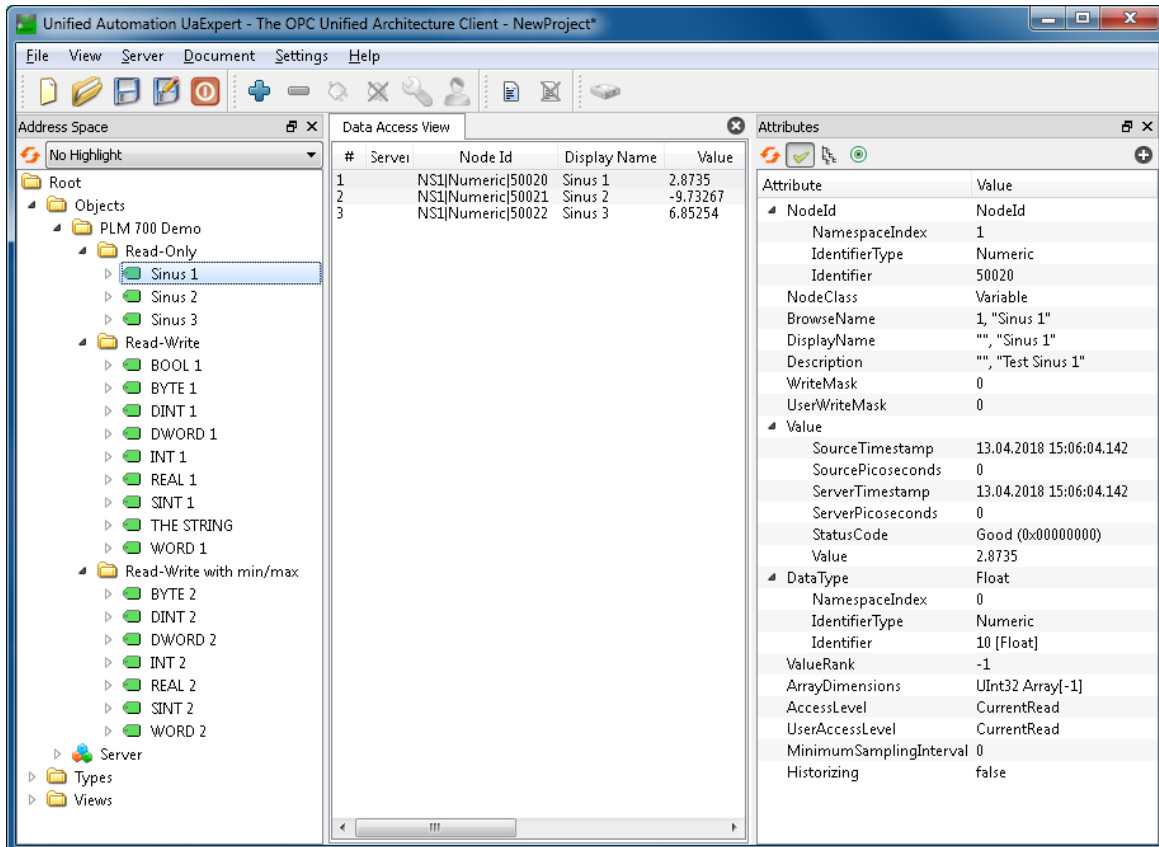 Unified Automation UaExpert - The OPC Unified Architecture Client - NewProject*
File View Server Document Settings Help
Address Space
No Highlight
Root
Objects
PLM 700 Demo
Read-Only
Sinus 1
Sinus 2
Sinus 3
Read-Write
BOOL 1
BYTE 1
DINT 1
DWORD 1
INT 1
REAL 1
SINT 1
THE STRING
WORD 1
Read-Write with min/max
BYTE 2
DINT 2
DWORD 2
INT 2
REAL 2
SINT 2
WORD 2
Server
Types
Views
Data Access View
# Server Node Id Display Name Value
1 NS1|Numeric|50020 Sinus 1 2.8735
2 NS1|Numeric|50021 Sinus 2 -9.73267
3 NS1|Numeric|50022 Sinus 3 6.85254
Attributes
Attribute Value
NodeId NodeId
NamespaceIndex 1
IdentifierType Numeric
Identifier 50020
NodeClass Variable
BrowseName 1, "Sinus 1"
DisplayName "", "Sinus 1"
Description "", "Test Sinus 1"
WriteMask 0
UserWriteMask 0
Value
SourceTimestamp 13.04.2018 15:06:04.142
SourcePicoseconds 0
ServerTimestamp 13.04.2018 15:06:04.142
ServerPicoseconds 0
StatusCode Good (0x00000000)
Value 2.8735
DataType Float
NamespaceIndex 0
IdentifierType Numeric
Identifier 10 [Float]
ValueRank -1
ArrayDimensions UInt32 Array[-1]
AccessLevel CurrentRead
UserAccessLevel CurrentRead
MinimumSamplingInterval 0
Historizing false